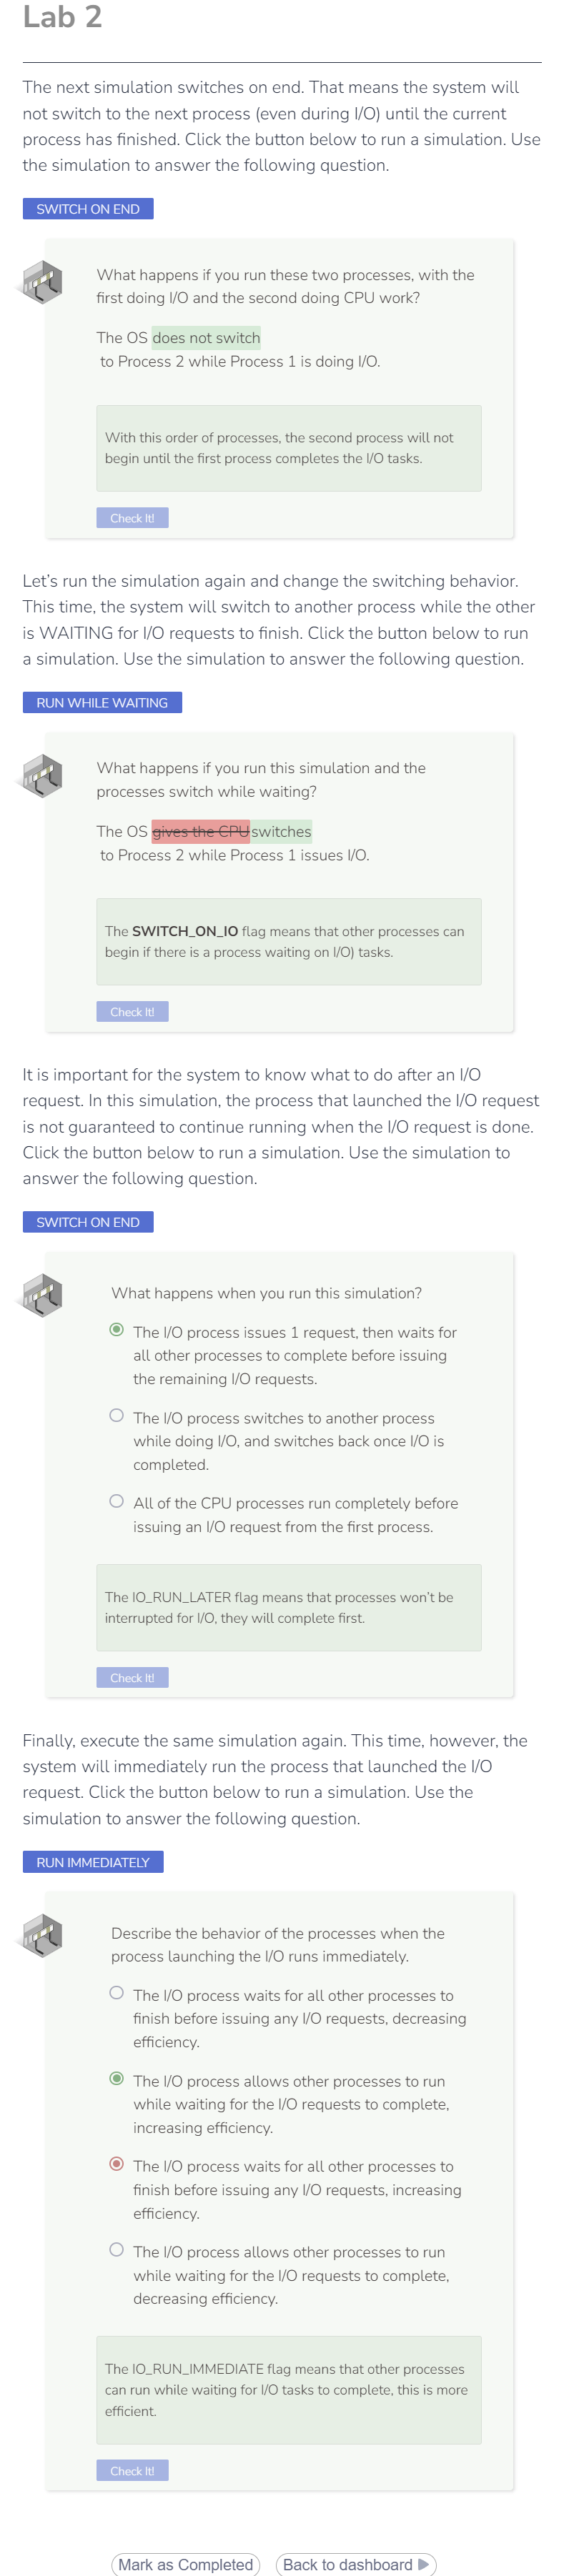 Lab 2
The next simulation switches on end. That means the system will
not switch to the next process (even during I/O) until the current
process has finished. Click the button below to run a simulation. Use
the simulation to answer the following question.
SWITCH ON END
What happens if you run these two processes, with the
first doing I/O and the second doing CPU work?
The OS does not switch
to Process 2 while Process 1 is doing I/O.
With this order of processes, the second process will not
begin until the first process completes the I/O tasks.
Check It!
Let's run the simulation again and change the switching behavior.
This time, the system will switch to another process while the other
is WAITING for I/O requests to finish. Click the button below to run
a simulation. Use the simulation to answer the following question.
RUN WHILE WAITING
What happens if you run this simulation and the
processes switch while waiting?
The OS gives the CPU switches
to Process 2 while Process 1 issues I/O.
The SWITCH_ON_IO flag means that other processes can
begin if there is a process waiting on I/O) tasks.
Check It!
It is important for the system to know what to do after an I/O
request. In this simulation, the process that launched the I/O request
is not guaranteed to continue running when the I/O request is done.
Click the button below to run a simulation. Use the simulation to
answer the following question.
SWITCH ON END
What happens when you run this simulation?
The I/O process issues 1 request, then waits for
all other processes to complete before issuing
the remaining I/O requests.
The I/O process switches to another process
while doing I/O, and switches back once I/O is
completed.
All of the CPU processes run completely before
issuing an I/O request from the first process.
The IO_RUN_LATER flag means that processes won't be
interrupted for I/O, they will complete first.
Check It!
Finally, execute the same simulation again. This time, however, the
system will immediately run the process that launched the I/O
request. Click the button below to run a simulation. Use the
simulation to answer the following question.
RUN IMMEDIATELY
Describe the behavior of the processes when the
process launching the I/O runs immediately.
The I/O process waits for all other processes to
finish before issuing any I/O requests, decreasing
efficiency.
The I/O process allows other processes to run
while waiting for the I/O requests to complete,
increasing efficiency.
The I/O process waits for all other processes to
finish before issuing any I/O requests, increasing
efficiency.
The I/O process allows other processes to run
while waiting for the I/O requests to complete,
decreasing efficiency.
The IO_RUN_IMMEDIATE flag means that other processes
can run while waiting for I/O tasks to complete, this is more
efficient.
Check It!
Mark as Completed Back to dashboard